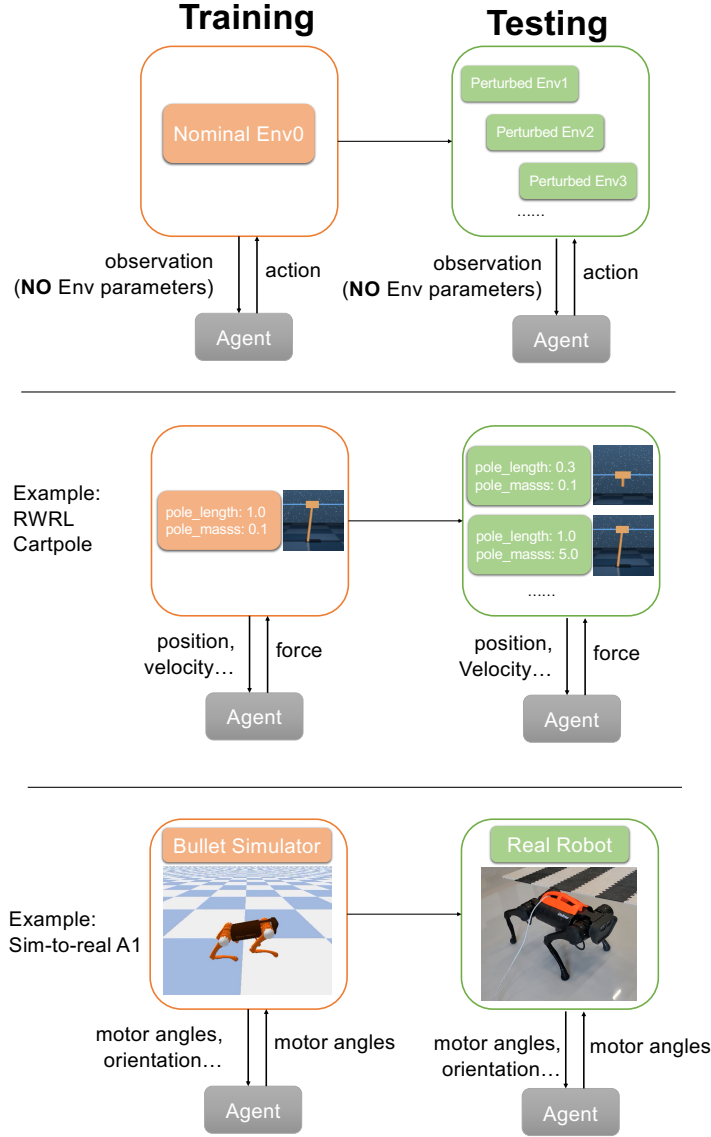 Training
Testing
Nominal Env0
Perturbed Env1
Perturbed Env2
Perturbed Env3
......
observation
(NO Env parameters)
action
observation
(NO Env parameters)
action
Agent
Agent
Example:
RWRL
Cartpole
pole_length: 1.0
pole_masss: 0.1
pole_length: 0.3
pole_masss: 0.1
pole_length: 1.0
pole_masss: 5.0
......
position,
velocity…
force
position,
Velocity…
force
Agent
Agent
Example:
Sim-to-real A1
Bullet Simulator
Real Robot
motor angles,
orientation…
motor angles
motor angles,
orientation…
motor angles
Agent
Agent